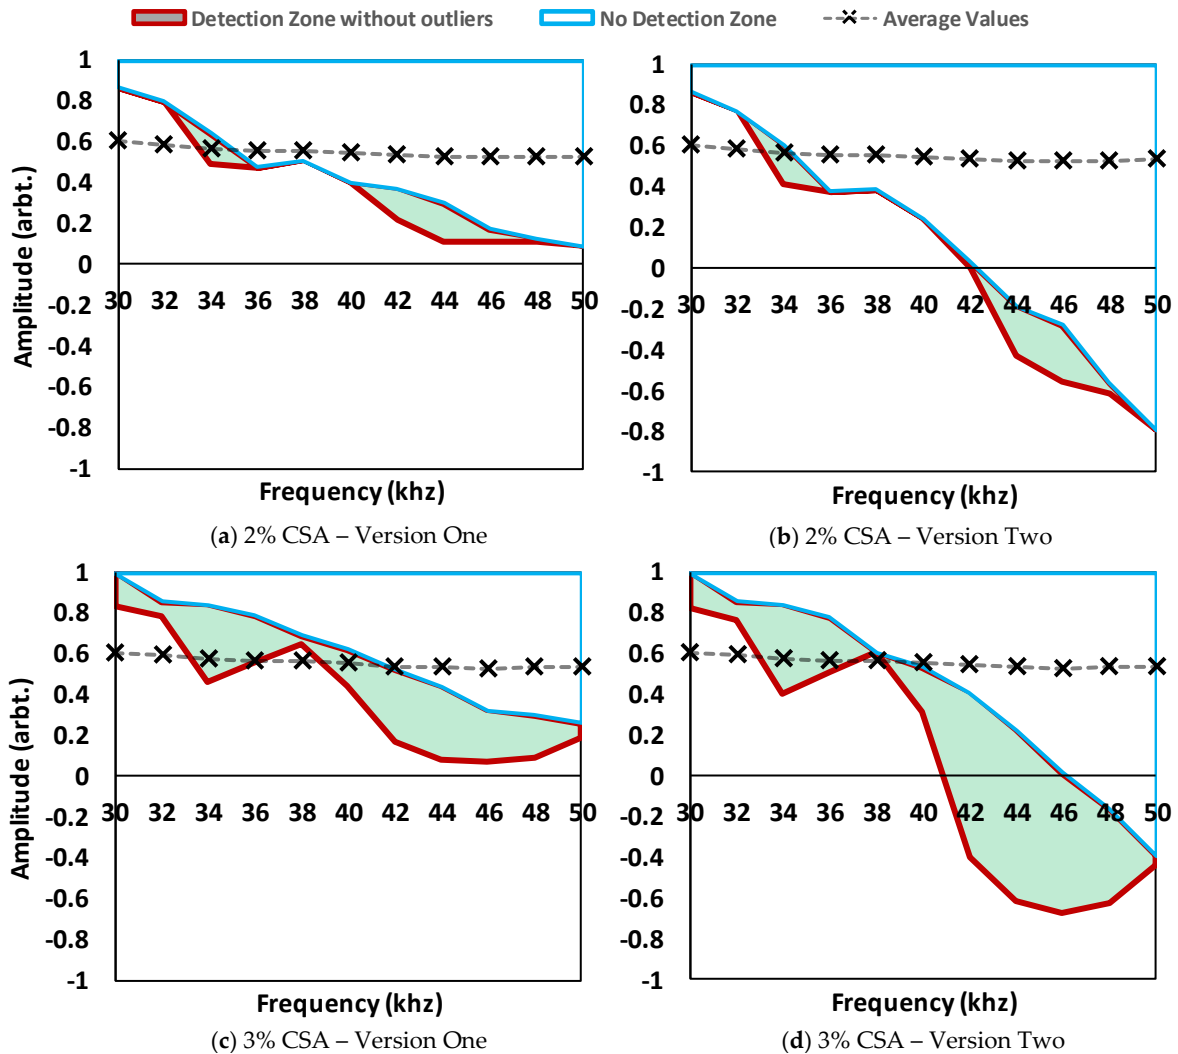 Detection Zone without outliers No Detection Zone Average Values
1
0.8
0.6
0.4
0.2
0
-0.2
-0.4
-0.6
-0.8
-1
30 32 34 36 38 40 42 44 46 48 50
Amplitude (arbt.)
Frequency (khz)
(a) 2% CSA – Version One
1
0.8
0.6
0.4
0.2
0
-0.2
-0.4
-0.6
-0.8
-1
30 32 34 36 38 40 42 44 46 48 50
Frequency (khz)
(b) 2% CSA – Version Two
1
0.8
0.6
0.4
0.2
0
-0.2
-0.4
-0.6
-0.8
-1
30 32 34 36 38 40 42 44 46 48 50
Amplitude (arbt.)
Frequency (khz)
(c) 3% CSA – Version One
1
0.8
0.6
0.4
0.2
0
-0.2
-0.4
-0.6
-0.8
-1
30 32 34 36 38 40 42 44 46 48 50
Frequency (khz)
(d) 3% CSA – Version Two